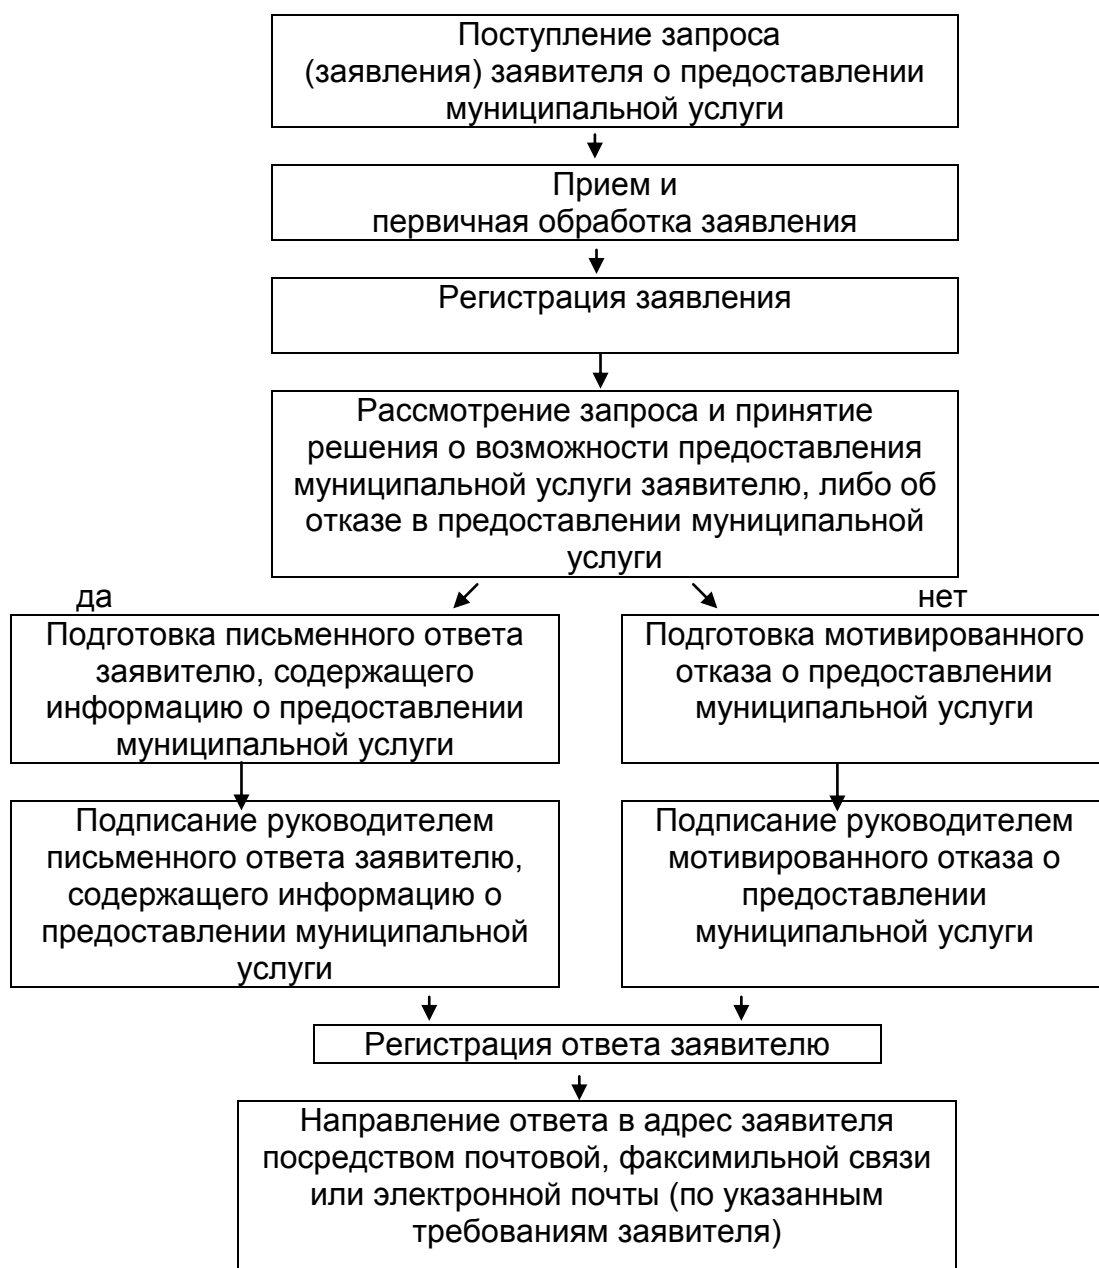 Поступление запроса
(заявления) заявителя о предоставлении
муниципальной услуги
Прием и
первичная обработка заявления
Регистрация заявления
Рассмотрение запроса и принятие
решения о возможности предоставления
муниципальной услуги заявителю, либо об
отказе в предоставлении муниципальной
услуги
да
нет
Подготовка письменного ответа
заявителю, содержащего
информацию о предоставлении
муниципальной услуги
Подготовка мотивированного
отказа о предоставлении
муниципальной услуги
Подписание руководителем
письменного ответа заявителю,
содержащего информацию о
предоставлении муниципальной
услуги
Подписание руководителем
мотивированного отказа о
предоставлении
муниципальной услуги
Регистрация ответа заявителю
Направление ответа в адрес заявителя
посредством почтовой, факсимильной связи
или электронной почты (по указанным
требованиям заявителя)